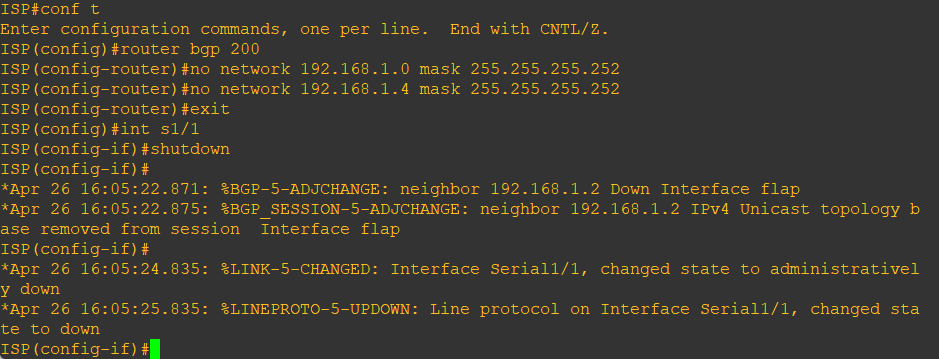 ISP#conf t
Enter configuration commands, one per line.  End with CNTL/Z.
ISP(config)#router bgp 200
ISP(config-router)#no network 192.168.1.0 mask 255.255.255.252
ISP(config-router)#no network 192.168.1.4 mask 255.255.255.252
ISP(config-router)#exit
ISP(config)#int s1/1
ISP(config-if)#shutdown
ISP(config-if)#
*Apr 26 16:05:22.871: %BGP-5-ADJCHANGE: neighbor 192.168.1.2 Down Interface flap
*Apr 26 16:05:22.875: %BGP_SESSION-5-ADJCHANGE: neighbor 192.168.1.2 IPv4 Unicast topology b
ase removed from session  Interface flap
ISP(config-if)#
*Apr 26 16:05:24.835: %LINK-5-CHANGED: Interface Serial1/1, changed state to administrativel
y down
*Apr 26 16:05:25.835: %LINEPROTO-5-UPDOWN: Line protocol on Interface Serial1/1, changed sta
te to down
ISP(config-if)#